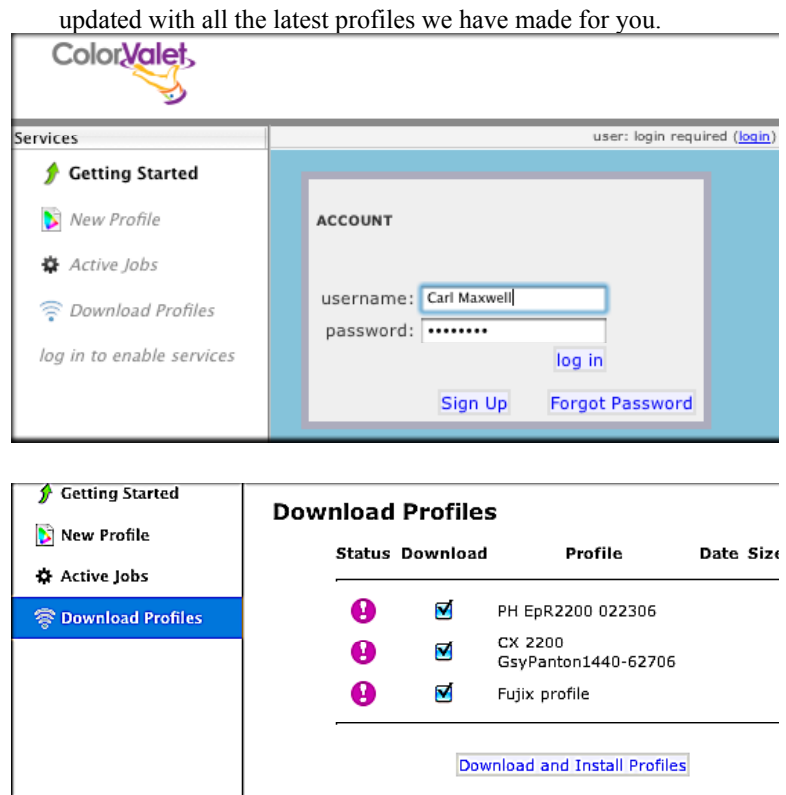 updated with all the latest profiles we have made for you.
ColorValet
Services
user: login required (login)
Getting Started
New Profile
Active Jobs
Download Profiles
log in to enable services
ACCOUNT
username: Carl Maxwell
password: ••••••••
log in
Sign Up Forgot Password
Getting Started
New Profile
Active Jobs
Download Profiles
Download Profiles
Status Download Profile Date Size
PH EpR2200 022306
CX 2200
GsyPanton1440-62706
Fujix profile
Download and Install Profiles